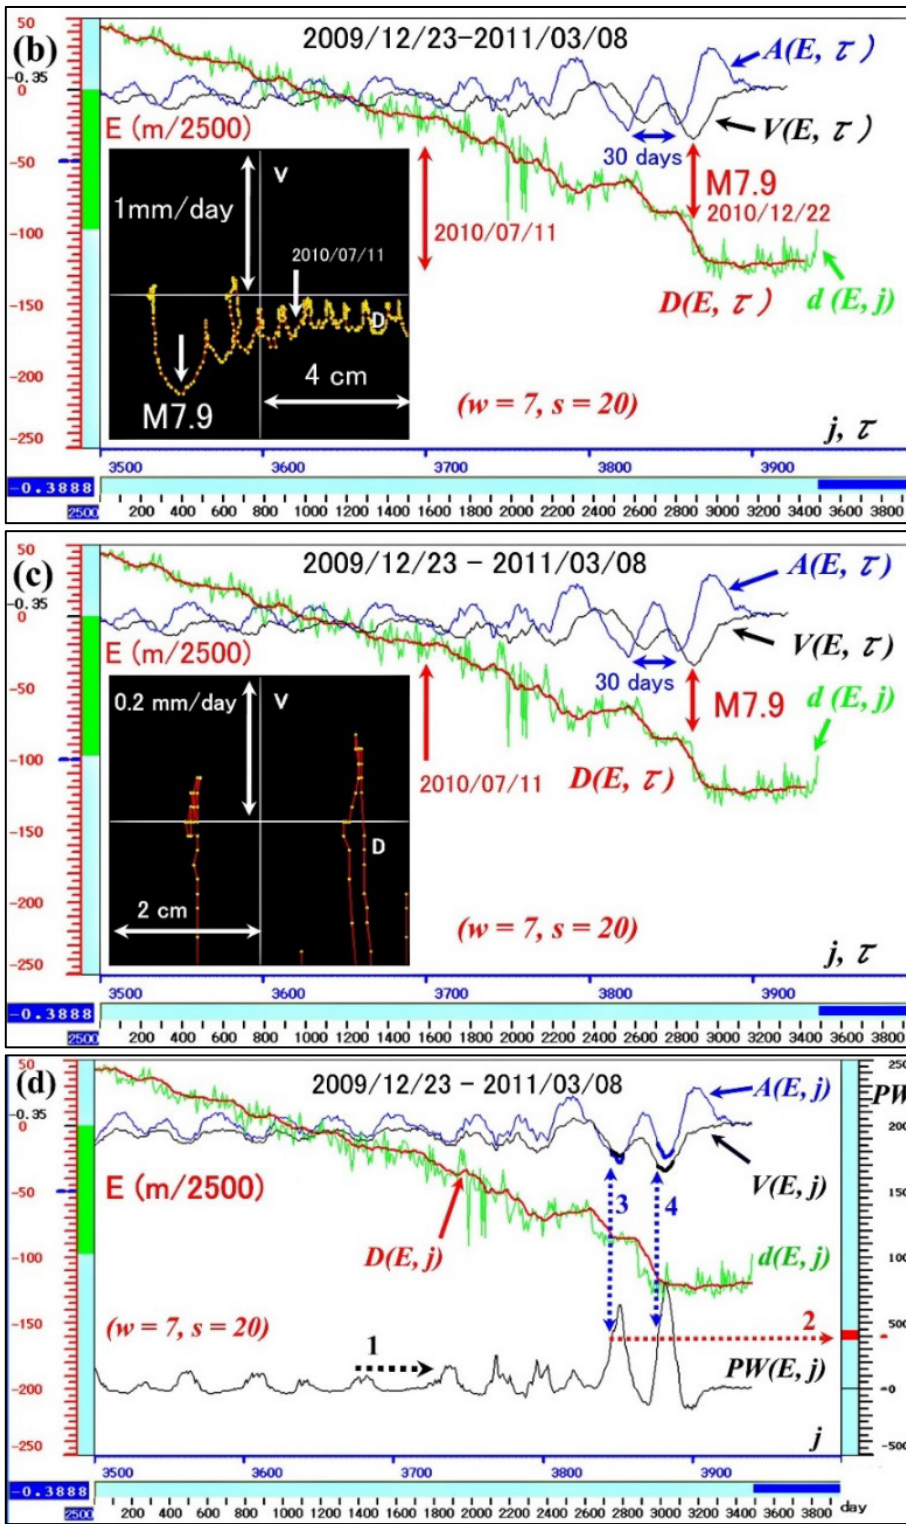 (b)
2009/12/23-2011/03/08
A(E, τ)
50
-0.35
0
E (m/2500)
V(E, τ)
30 days
-50
V
M7.9
1mm/day
2010/07/11
2010/07/11
2010/12/22
-100
D(E, τ)
d (E, j)
-150
D
4 cm
-200
M7.9
(w = 7, s = 20)
-250
j, τ
3500 3600 3700 3800 3900
-0.3888
2500 200 400 600 800 1000 1200 1400 1600 1800 2000 2200 2400 2600 2800 3000 3200 3400 3600 3800
(c)
2009/12/23 - 2011/03/08
A(E, τ)
50
-0.35
0
E (m/2500)
V(E, τ)
30 days
-50
0.2 mm/day
V
M7.9
d (E, j)
-100
2010/07/11
D(E, τ)
-150
D
2 cm
-200
(w = 7, s = 20)
-250
j, τ
3500 3600 3700 3800 3900
-0.3888
2500 200 400 600 800 1000 1200 1400 1600 1800 2000 2200 2400 2600 2800 3000 3200 3400 3600 3800
(d)
2009/12/23 - 2011/03/08
A(E, j)
50
250
PW
-0.35
0
200
E (m/2500)
V(E, j)
-50
3
4
150
D(E, j)
d(E, j)
-100
100
-150
(w = 7, s = 20)
1
2
500
PW(E, j)
-200
=0
-250
j
-500
3500 3600 3700 3800 3900
-0.3888
2500 200 400 600 800 1000 1200 1400 1600 1800 2000 2200 2400 2600 2800 3000 3200 3400 3600 3800 day